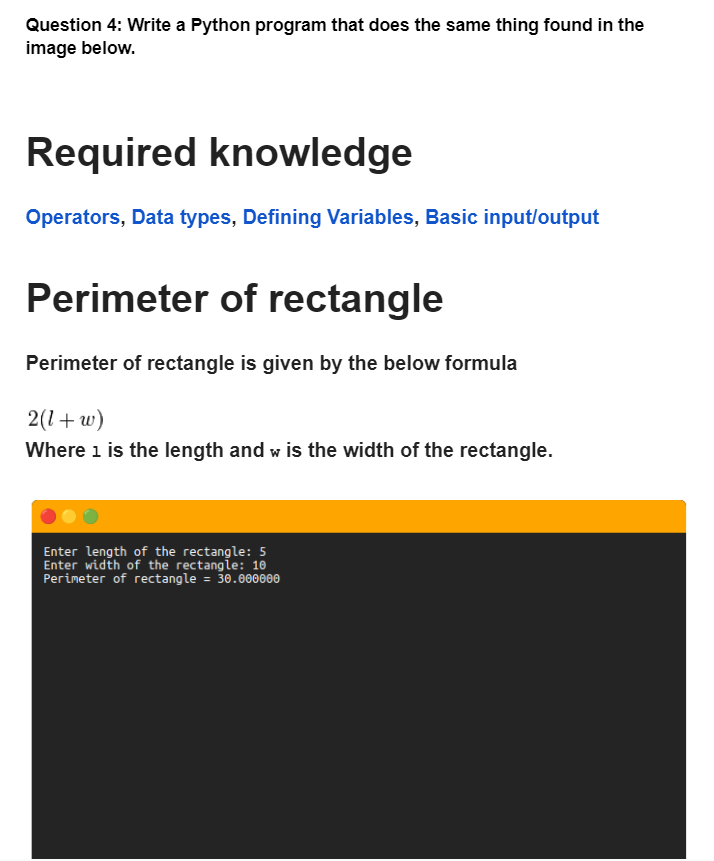 Question 4: Write a Python program that does the same thing found in the
image below.
Required knowledge
Operators, Data types, Defining Variables, Basic input/output
Perimeter of rectangle
Perimeter of rectangle is given by the below formula
2(l + w)
Where l is the length and w is the width of the rectangle.
Enter length of the rectangle: 5
Enter width of the rectangle: 10
Perimeter of rectangle = 30.000000